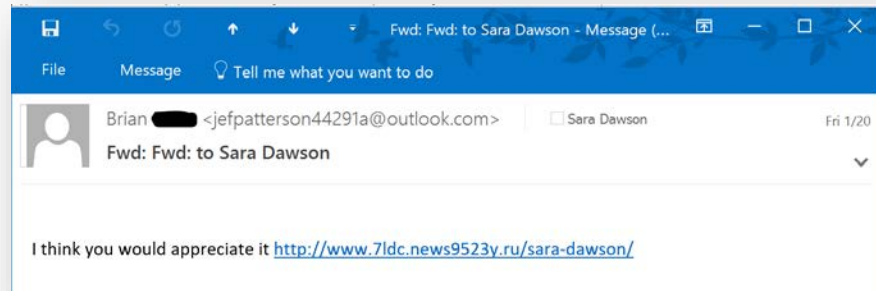 Fwd: Fwd: to Sara Dawson - Message (...
File Message Tell me what you want to do
Brian <jefpatterson44291a@outlook.com> Sara Dawson Fri 1/20
Fwd: Fwd: to Sara Dawson
I think you would appreciate it http://www.7ldc.news9523y.ru/sara-dawson/